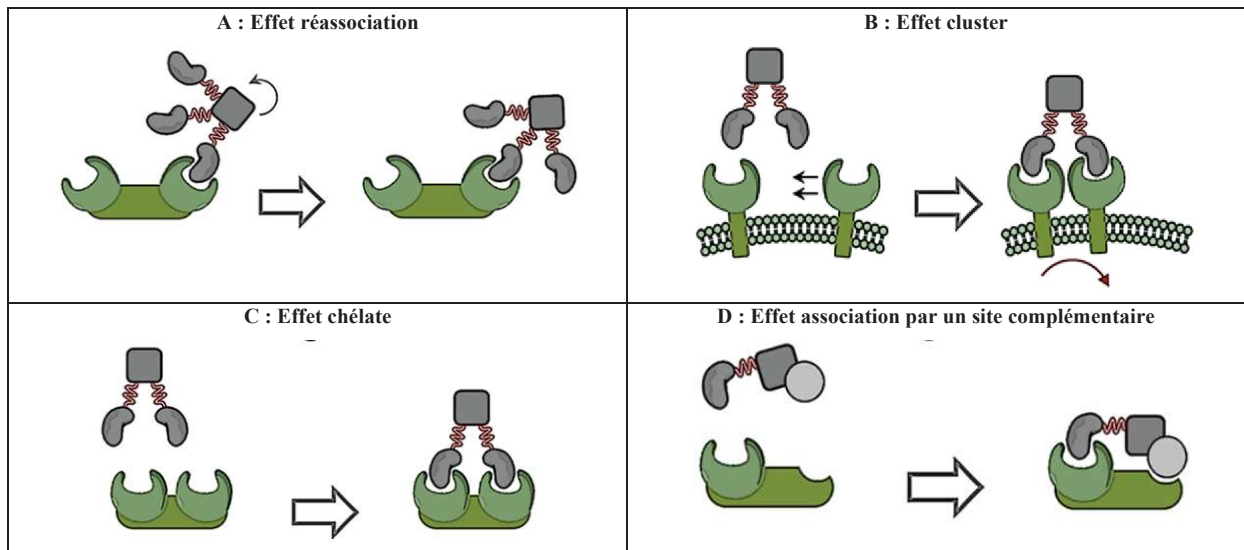 A : Effet réassociation
B : Effet cluster
C : Effet chélate
D : Effet association par un site complémentaire